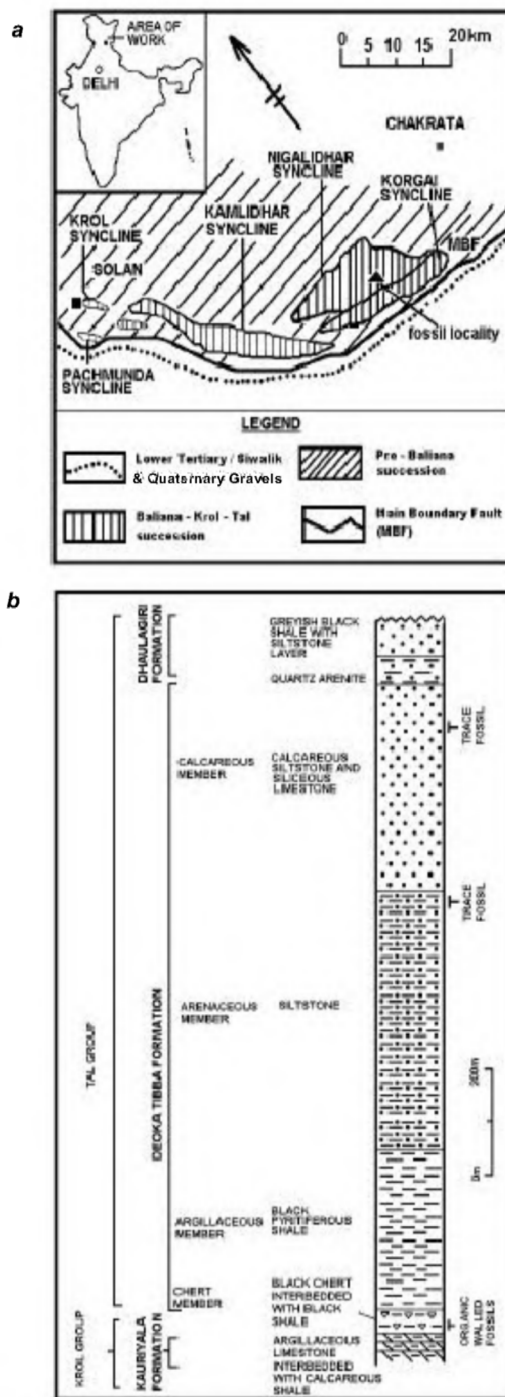 a
AREA OF
WORK
DELHI
0 5 10 20km
CHAKRATA
NIGALIDHAIR
SYNCLINE
KORGAI
SYNCLINE
KAMLIDHAR
SYNCLINE
MBF
KROL
SYNCLINE
SOLAN
fossil locality
PACHMUNDA
SYNCLINE
LEGEND
Lower Tertiary / Siwalik
& Quaternary Gravels
Pre - Baliana
succession
Baliana - Krol - Tal
succession
Main Boundary Fault
(MBF)
b
TAL GROUP
KROL GROUP
DHAULAGIRI
FORMATION
DEOKA TIBBA FORMATION
KAURIYALA
FORMATION
GREYISH BLACK
SHALE WITH
SILTSTONE
LAYER
QUARTZ ARENITE
CALCAREOUS
MEMBER
CALCAREOUS
SILTSTONE AND
SILICEOUS
LIMESTONE
ARENACEOUS
MEMBER
SILTSTONE
ARGILLACEOUS
MEMBER
BLACK
PYRITIFEROUS
SHALE
CHERT
MEMBER
BLACK CHERT
INTERIBEDDED
WITH BLACK
SHALE
ARGILLACEOUS
LIMESTONE
INTERIBEDDED
WITH CALCAREOUS
SHALE
TRACE
FOSSIL
TRACE
FOSSIL
200m
0m
ORGANIC
WALLED
FOSSILS